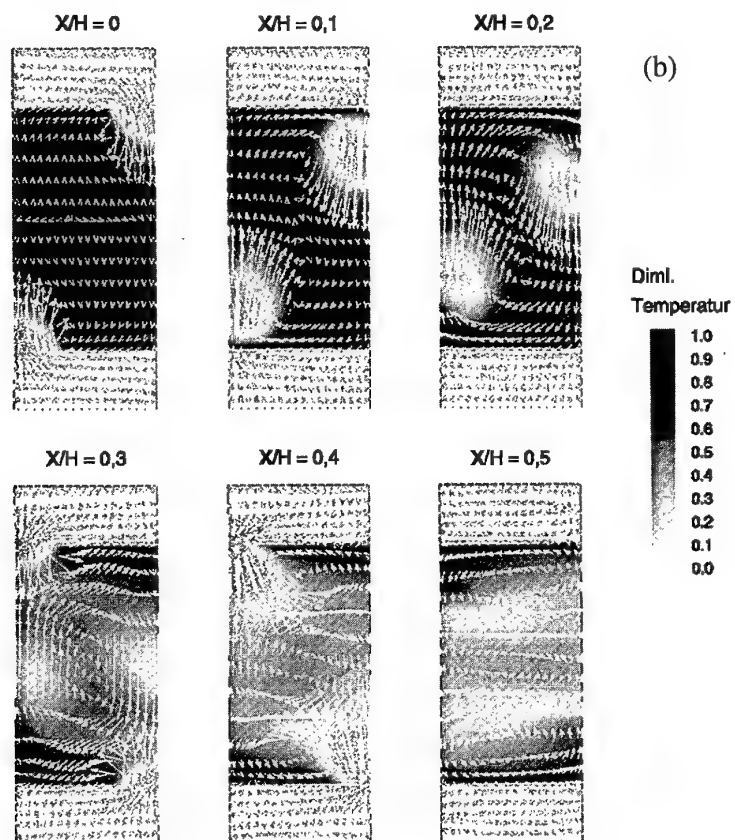 X/H = 0
X/H = 0,1
X/H = 0,2
(b)
Diml.
Temperatur
1.0
0.9
0.8
0.7
0.6
0.5
0.4
0.3
0.2
0.1
0.0
X/H = 0,3
X/H = 0,4
X/H = 0,5